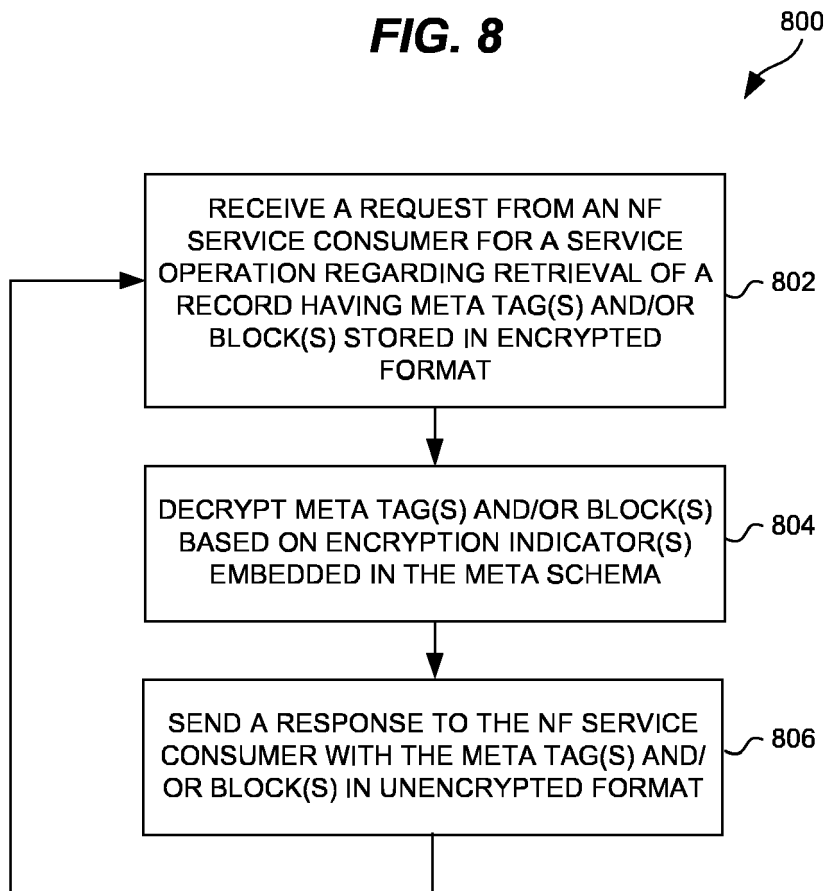 FIG. 8
800
RECEIVE A REQUEST FROM AN NF
SERVICE CONSUMER FOR A SERVICE
OPERATION REGARDING RETRIEVAL OF A
RECORD HAVING META TAG(S) AND/OR
BLOCK(S) STORED IN ENCRYPTED
FORMAT
802
DECRYPT META TAG(S) AND/OR BLOCK(S)
BASED ON ENCRYPTION INDICATOR(S)
EMBEDDED IN THE META SCHEMA
804
SEND A RESPONSE TO THE NF SERVICE
CONSUMER WITH THE META TAG(S) AND/
OR BLOCK(S) IN UNENCRYPTED FORMAT
806